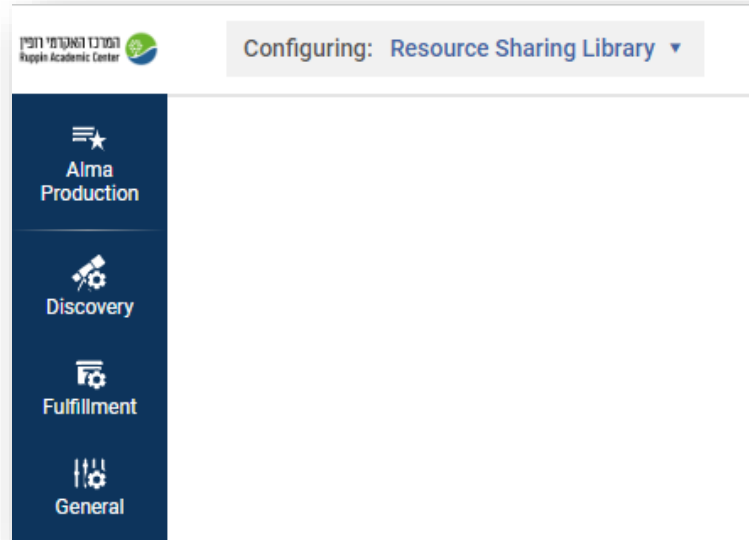 המרכז האקדמי רופין
Ruppin Academic Center
Configuring: Resource Sharing Library
Alma
Production
Discovery
Fulfillment
General